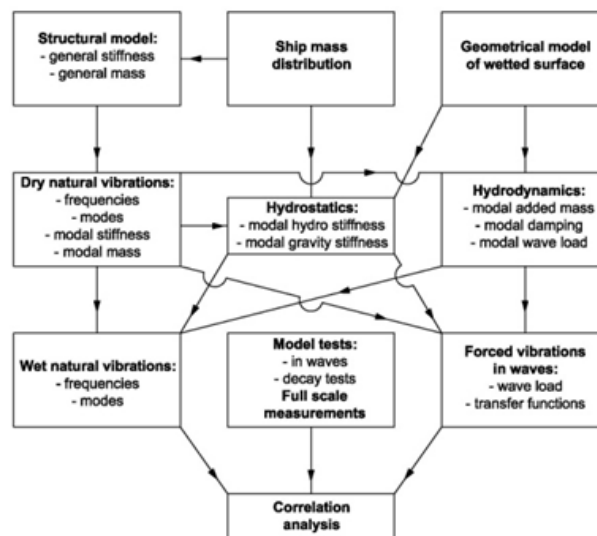 Structural model:
- general stiffness
- general mass
Ship mass
distribution
Geometrical model
of wetted surface
Dry natural vibrations:
- frequencies
- modes
- modal stiffness
- modal mass
Hydrostatics:
- modal hydro stiffness
- modal gravity stiffness
Hydrodynamics:
- modal added mass
- modal damping
- modal wave load
Wet natural vibrations:
- frequencies
- modes
Model tests:
- in waves
- decay tests
Full scale
measurements
Forced vibrations
in waves:
- wave load
- transfer functions
Correlation
analysis